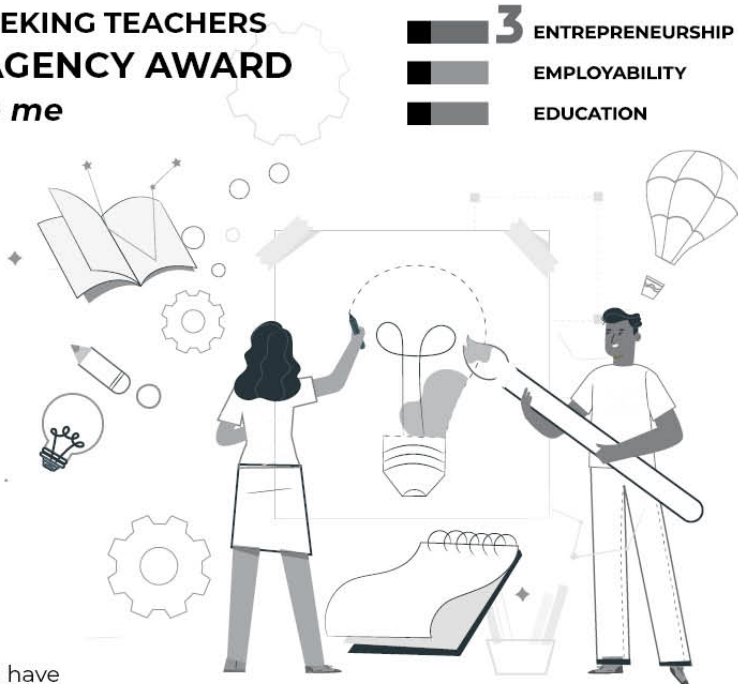 EKING TEACHERS
AGENCY AWARD
me
3 ENTREPRENEURSHIP
EMPLOYABILITY
EDUCATION
have